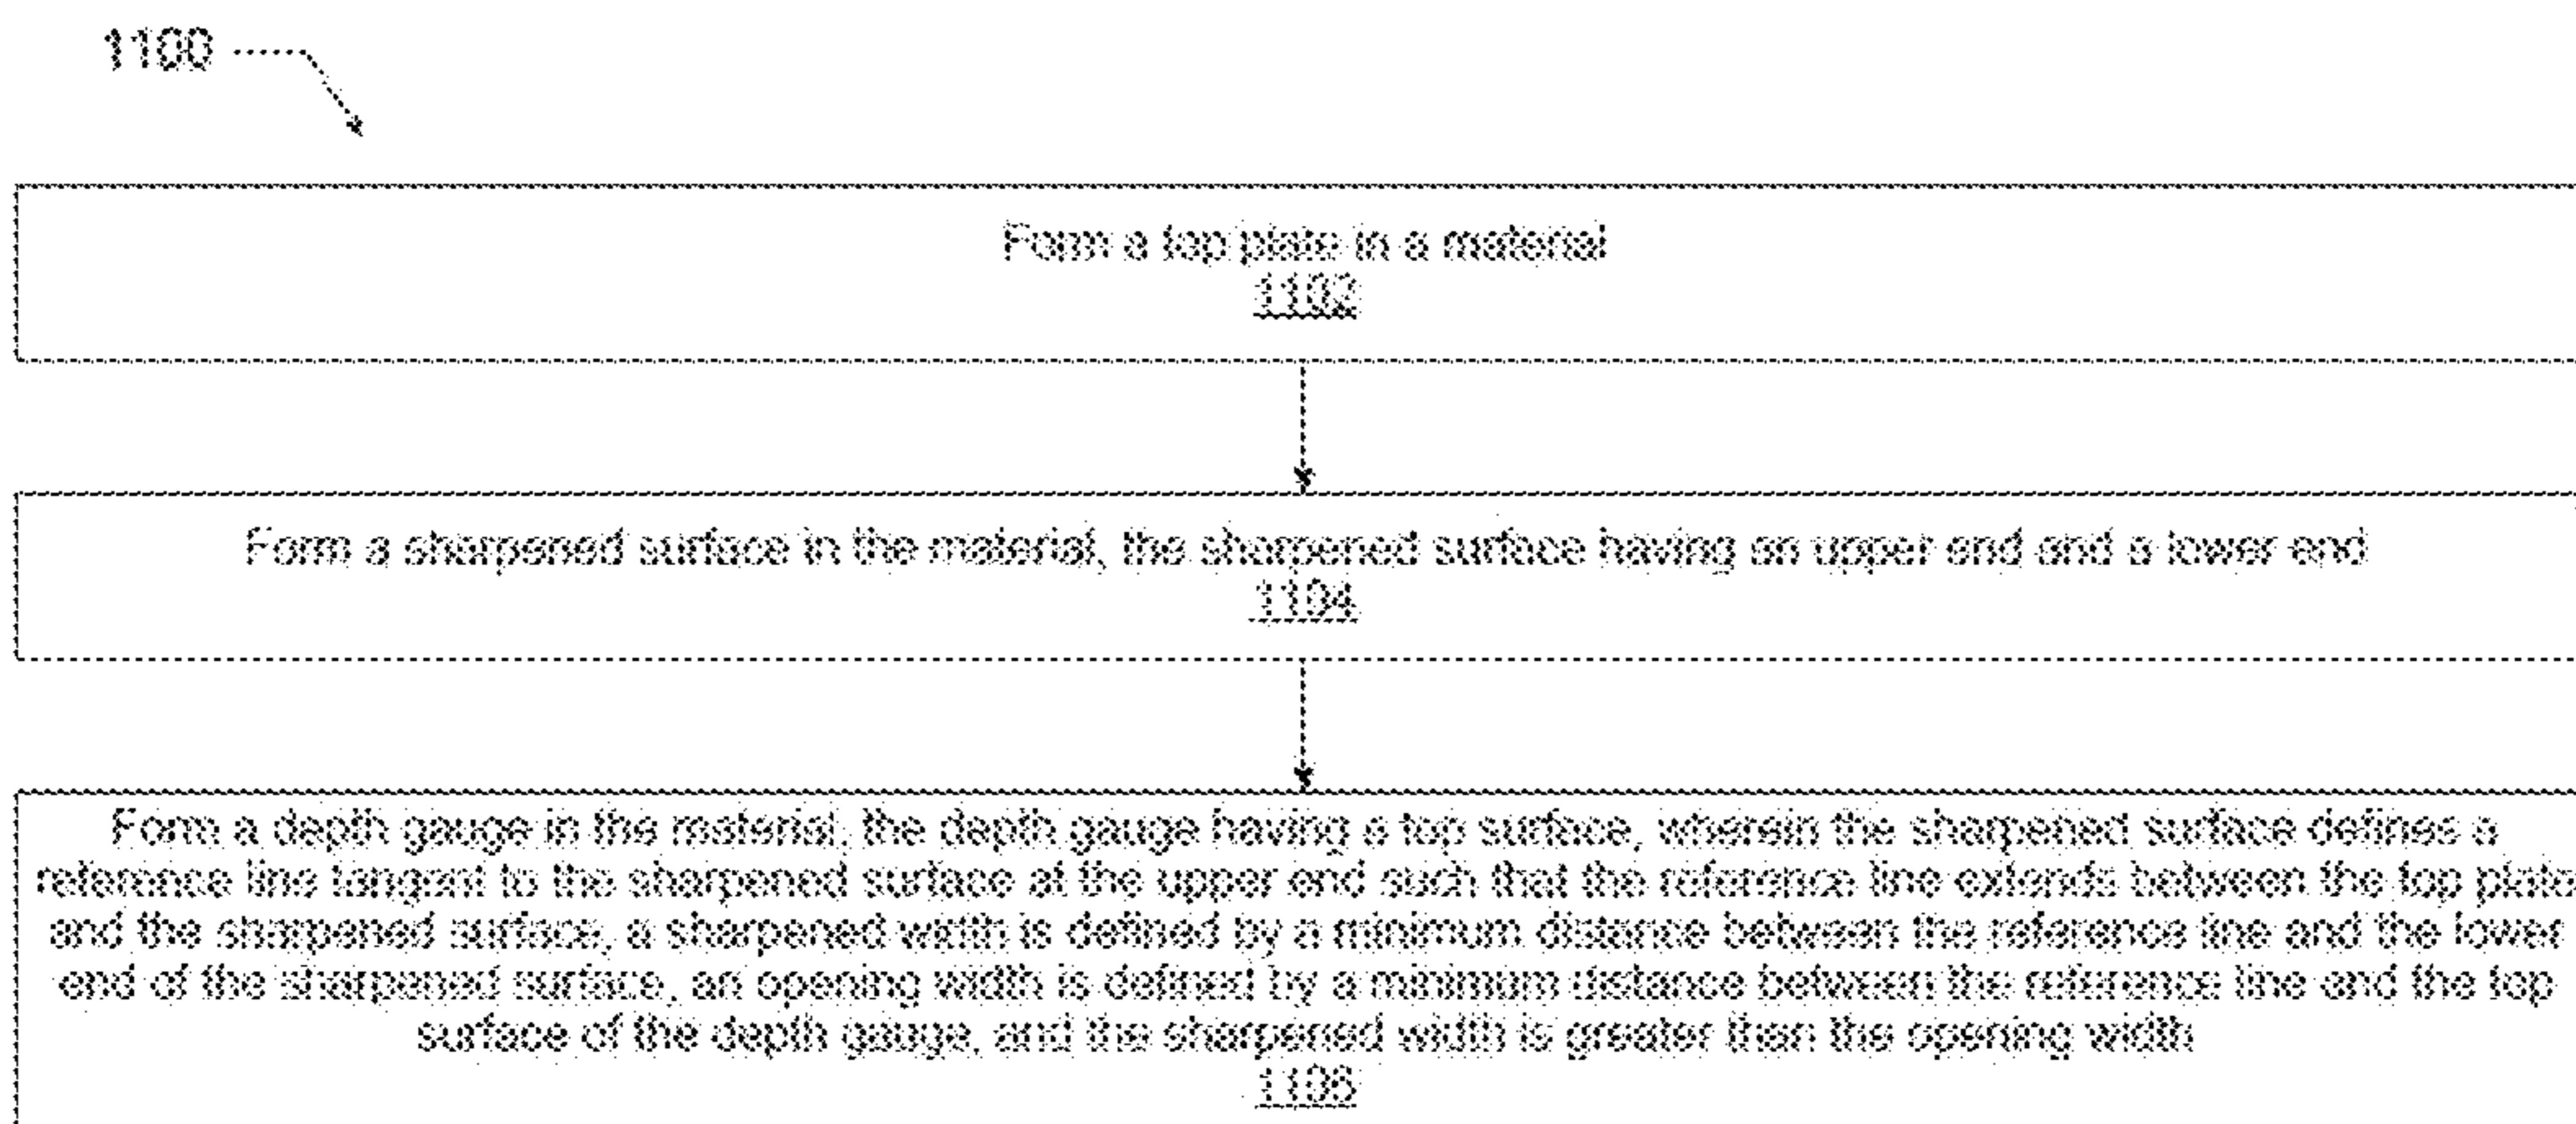 1100
Form a top plate in a material
1102
Form a sharpened surface in the material, the sharpened surface having an upper end and a lower end
1104
Form a depth gauge in the material, the depth gauge having a top surface, wherein the sharpened surface defines a
reference line tangent to the sharpened surface at the upper end such that the reference line extends between the top plate
and the sharpened surface, a sharpened width is defined by a minimum distance between the reference line and the lower
end of the sharpened surface, an opening width is defined by a minimum distance between the reference line and the top
surface of the depth gauge, and the sharpened width is greater than the opening width
1106